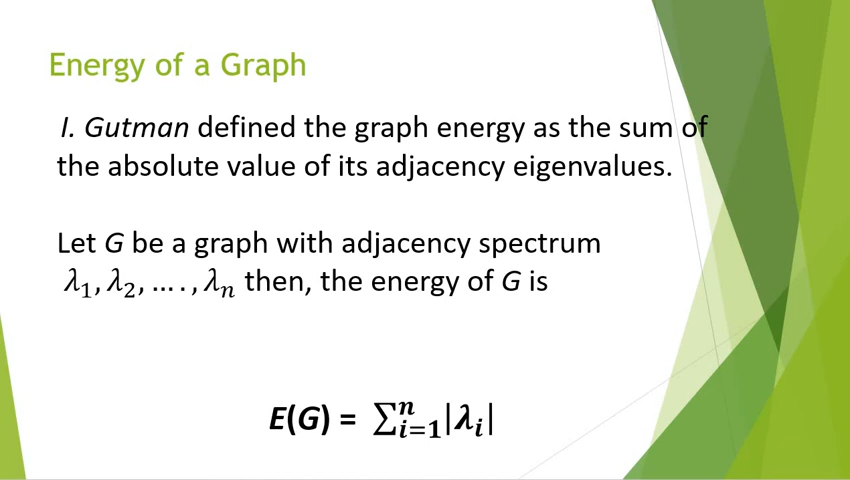 Energy of a Graph
I. Gutman defined the graph energy as the sum of
the absolute value of its adjacency eigenvalues.
Let G be a graph with adjacency spectrum
λ₁, λ₂, … . , λₙ then, the energy of G is
E(G) = ∑ⁿᵢ₌₁|λᵢ|